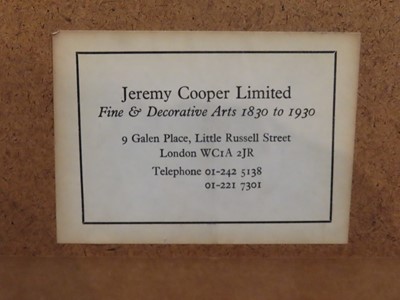 Jeremy Cooper Limited
Fine & Decorative Arts 1830 to 1930
9 Galen Place, Little Russell Street
London WC1A 2JR
Telephone 01-242 5138
01-221 7301